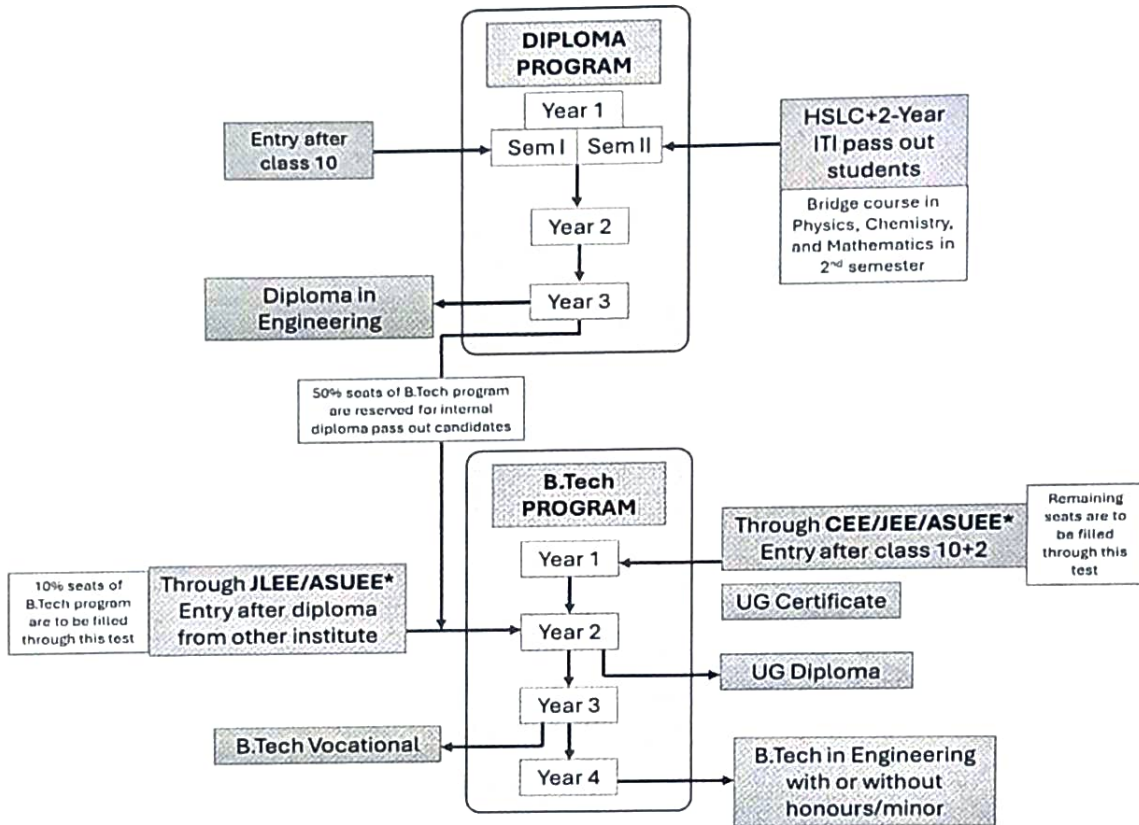 DIPLOMA
PROGRAM
Year 1
Sem I
Sem II
Entry after
class 10
HSLC+2-Year
ITI pass out
students
Bridge course in
Physics, Chemistry,
and Mathematics in
2nd semester
Year 2
Year 3
Diploma in
Engineering
50% seats of B.Tech program
are reserved for internal
diploma pass out candidates
B.Tech
PROGRAM
Year 1
Through CEE/JEE/ASUEE*
Entry after class 10+2
Remaining
seats are to
be filled
through this
test
UG Certificate
10% seats of
B.Tech program
are to be filled
through this test
Through JLEE/ASUEE*
Entry after diploma
from other institute
Year 2
UG Diploma
Year 3
B.Tech Vocational
Year 4
B.Tech in Engineering
with or without
honours/minor